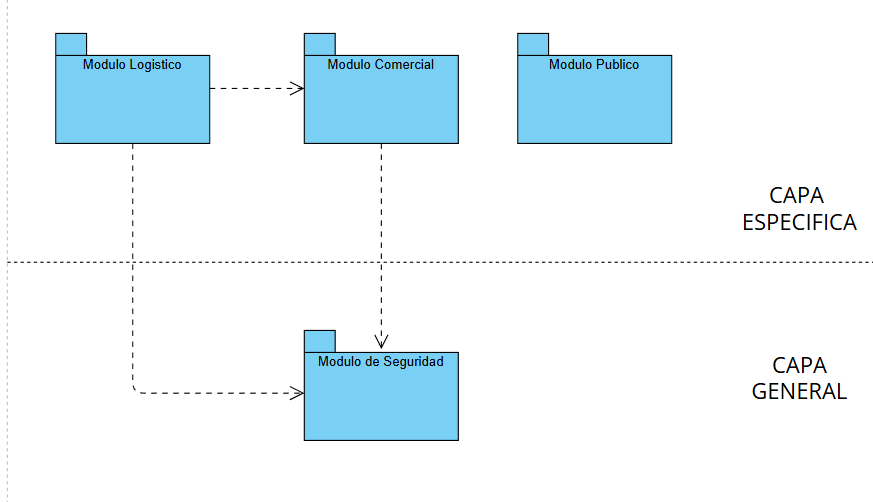 Modulo Logistico
Modulo Comercial
Modulo Publico
CAPA
ESPECIFICA
Modulo de Seguridad
CAPA
GENERAL